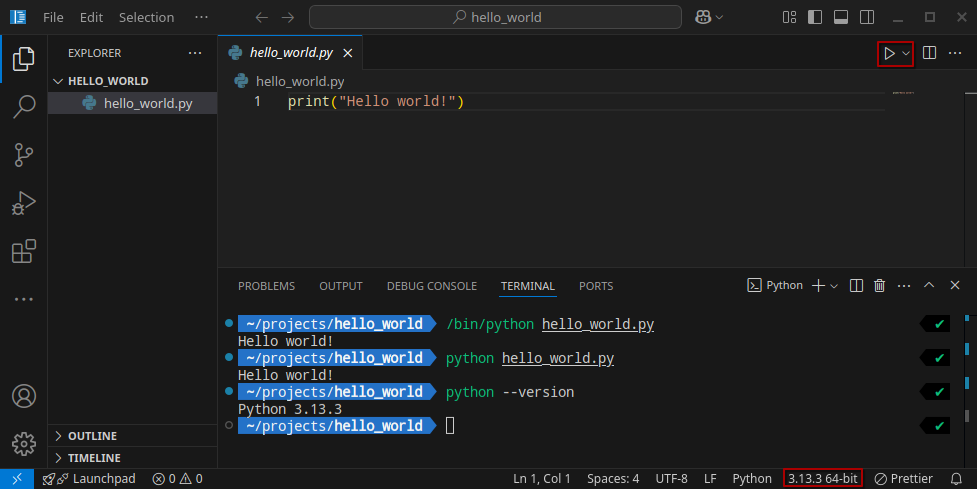 File Edit Selection ··· hello_world
EXPLORER ··· hello_world.py
HELLO_WORLD
hello_world.py
hello_world.py
1 print("Hello world!")
PROBLEMS OUTPUT DEBUG CONSOLE TERMINAL PORTS Python
~/projects/hello_world /bin/python hello_world.py
Hello world!
~/projects/hello_world python hello_world.py
Hello world!
~/projects/hello_world python --version
Python 3.13.3
~/projects/hello_world
OUTLINE
TIMELINE
Launchpad 0 0 Ln 1, Col 1 Spaces: 4 UTF-8 LF Python 3.13.3 64-bit Prettier